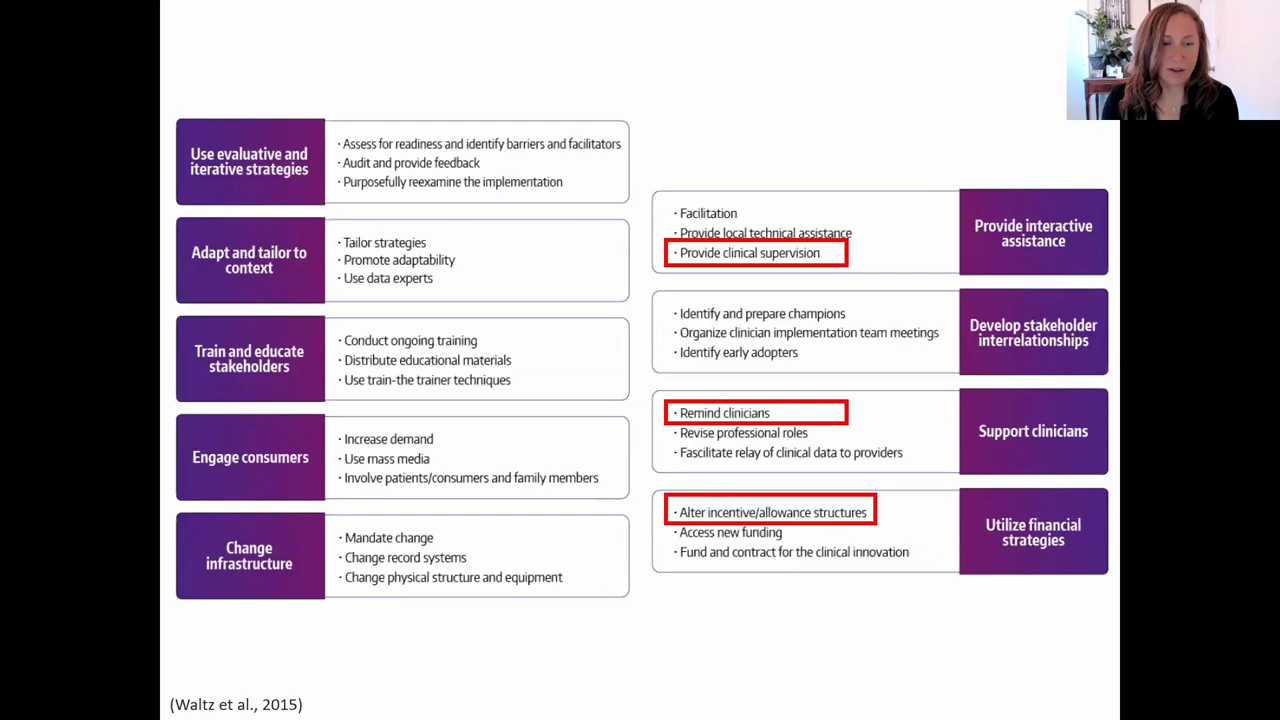 Use evaluative and
iterative strategies
· Assess for readiness and identify barriers and facilitators
· Audit and provide feedback
· Purposefully reexamine the implementation
Adapt and tailor to
context
· Tailor strategies
· Promote adaptability
· Use data experts
Train and educate
stakeholders
· Conduct ongoing training
· Distribute educational materials
· Use train-the trainer techniques
Engage consumers
· Increase demand
· Use mass media
· Involve patients/consumers and family members
Change
infrastructure
· Mandate change
· Change record systems
· Change physical structure and equipment
· Facilitation
· Provide local technical assistance
· Provide clinical supervision
Provide interactive
assistance
· Identify and prepare champions
· Organize clinician implementation team meetings
· Identify early adopters
Develop stakeholder
interrelationships
· Remind clinicians
· Revise professional roles
· Fascilitate relay of clinical data to providers
Support clinicians
· Alter incentive/allowance structures
· Access new funding
· Fund and contract for the clinical innovation
Utilize financial
strategies
(Waltz et al., 2015)